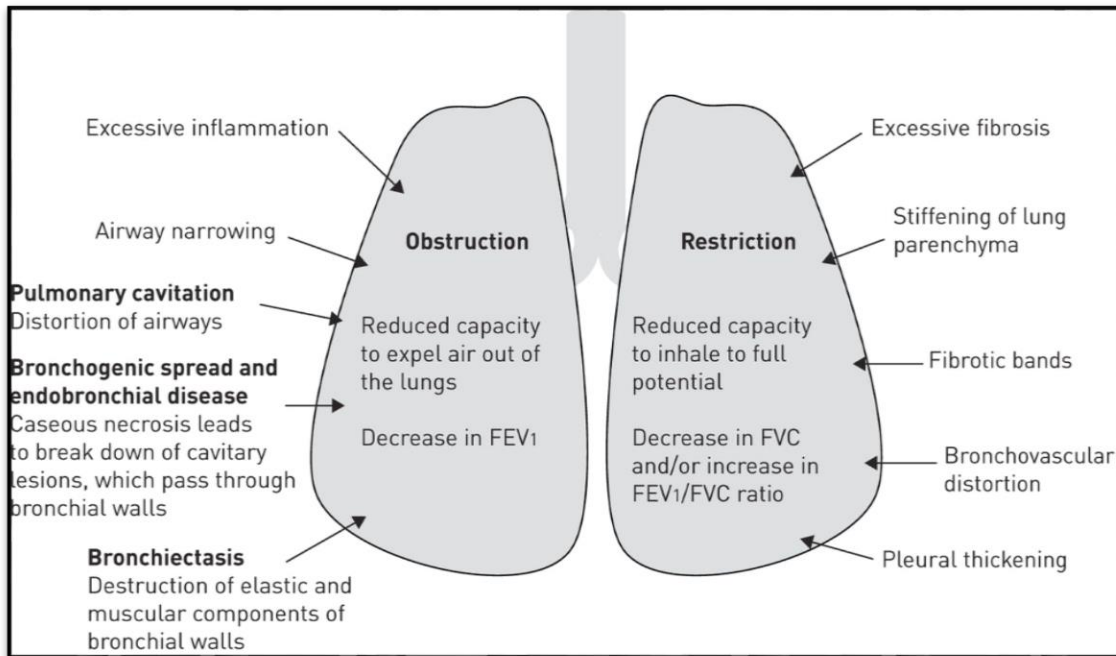 Excessive inflammation
Airway narrowing
Pulmonary cavitation
Distortion of airways
Bronchogenic spread and
endobronchial disease
Caseous necrosis leads
to break down of cavitary
lesions, which pass through
bronchial walls
Bronchiectasis
Destruction of elastic and
muscular components of
bronchial walls
Obstruction
Reduced capacity
to expel air out of
the lungs
Decrease in FEV1
Restriction
Reduced capacity
to inhale to full
potential
Decrease in FVC
and/or increase in
FEV1/FVC ratio
Excessive fibrosis
Stiffening of lung
parenchyma
Fibrotic bands
Bronchovascular
distortion
Pleural thickening